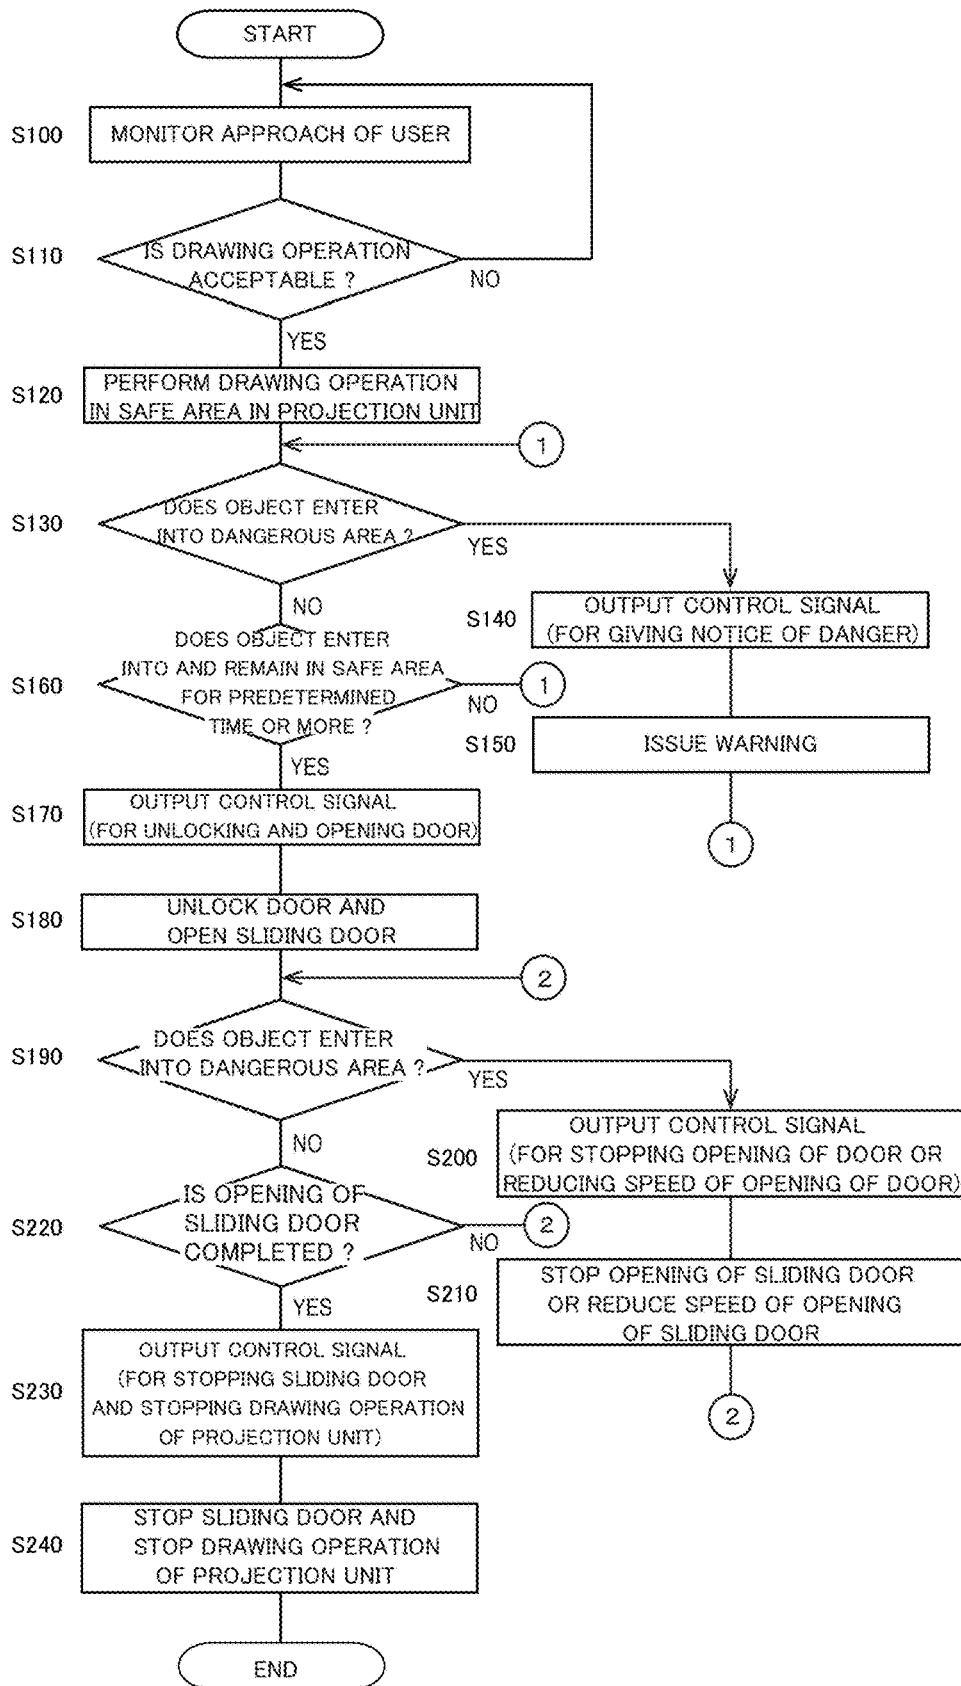 START
S100
MONITOR APPROACH OF USER
S110
IS DRAWING OPERATION
ACCEPTABLE ?
NO
YES
S120
PERFORM DRAWING OPERATION
IN SAFE AREA IN PROJECTION UNIT
1
S130
DOES OBJECT ENTER
INTO DANGEROUS AREA ?
YES
NO
S140
OUTPUT CONTROL SIGNAL
(FOR GIVING NOTICE OF DANGER)
S150
ISSUE WARNING
1
S160
DOES OBJECT ENTER
INTO AND REMAIN IN SAFE AREA
FOR PREDETERMINED
TIME OR MORE ?
NO
1
YES
S170
OUTPUT CONTROL SIGNAL
(FOR UNLOCKING AND OPENING DOOR)
S180
UNLOCK DOOR AND
OPEN SLIDING DOOR
2
S190
DOES OBJECT ENTER
INTO DANGEROUS AREA ?
YES
NO
S200
OUTPUT CONTROL SIGNAL
(FOR STOPPING OPENING OF DOOR OR
REDUCING SPEED OF OPENING OF DOOR)
S210
STOP OPENING OF SLIDING DOOR
OR REDUCE SPEED OF OPENING
OF SLIDING DOOR
2
S220
IS OPENING OF
SLIDING DOOR
COMPLETED ?
NO
2
YES
S230
OUTPUT CONTROL SIGNAL
(FOR STOPPING SLIDING DOOR
AND STOPPING DRAWING OPERATION
OF PROJECTION UNIT)
S240
STOP SLIDING DOOR AND
STOP DRAWING OPERATION
OF PROJECTION UNIT
END